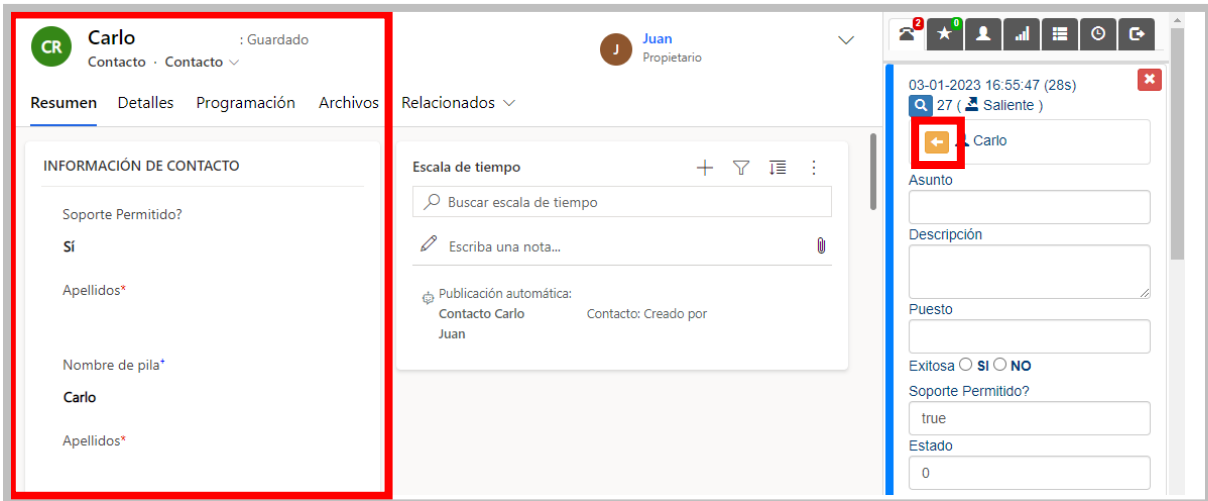 CR
Carlo : Guardado
Contacto · Contacto
J
Juan
Propietario
Resumen Detalles Programación Archivos Relacionados
INFORMACIÓN DE CONTACTO
Soporte Permitido?
Sí
Apellidos*
Nombre de pila+
Carlo
Apellidos*
Escala de tiempo
Buscar escala de tiempo
Escriba una nota...
Publicación automática:
Contacto Carlo Contacto: Creado por
Juan
2 0
03-01-2023 16:55:47 (28s)
27 ( Saliente )
Carlo
Asunto
Descripción
Puesto
Exitosa SI NO
Soporte Permitido?
true
Estado
0